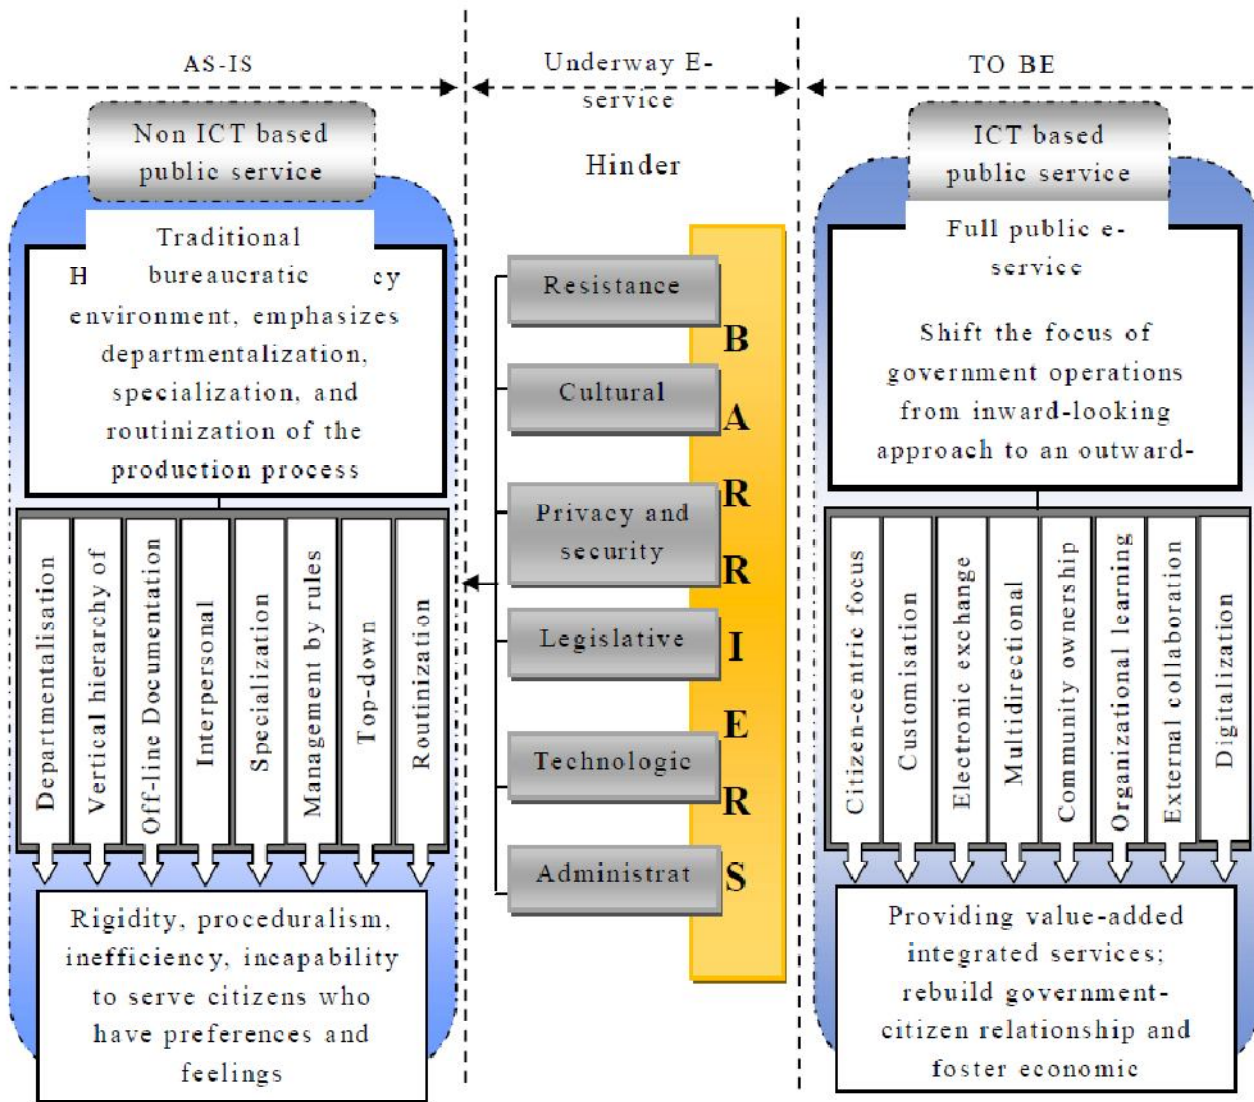 AS-IS
Non ICT based
public service
Traditional
bureaucratic
environment, emphasizes
departmentalization,
specialization, and
routinization of the
production process
Departmentalisation
Vertical hierarchy of
Off-line Documentation
Interpersonal
Specialization
Management by rules
Top-down
Routinization
Rigidity, proceduralism,
inefficiency, incapability
to serve citizens who
have preferences and
feelings
Underway E-
service
Hinder
Resistance
Cultural
Privacy and
security
Legislative
Technologic
Administrat
BARRIERS
TO BE
ICT based
public service
Full public e-
service
Shift the focus of
government operations
from inward-looking
approach to an outward-
Citizen-centric focus
Customisation
Electronic exchange
Multidirectional
Community ownership
Organizational learning
External collaboration
Digitalization
Providing value-added
integrated services;
rebuild government-
citizen relationship and
foster economic